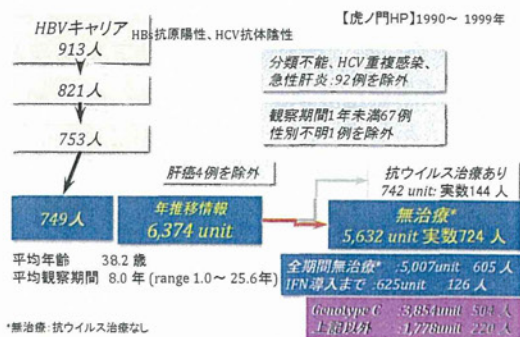 【虎ノ門HP】1990～ 1999年
HBVキャリア
913人
HBs抗原陽性、HCV抗体陰性
分類不能、HCV重複感染、
急性肝炎:92例を除外
821人
観察期間1年未満67例
性別不明1例を除外
753人
肝癌4例を除外
抗ウイルス治療あり
742 unit: 実数144 人
749人
年推移情報
6,374 unit
無治療*
5,632 unit 実数724 人
平均年齢 38.2 歳
平均観察期間 8.0 年 (range 1.0～ 25.6年)
全期間無治療* :5,007unit 605 人
IFN導入まで :625unit 126 人
Genotype C :3,854unit 504 人
上記以外 :1,778unit 220 人
*無治療:抗ウイルス治療なし